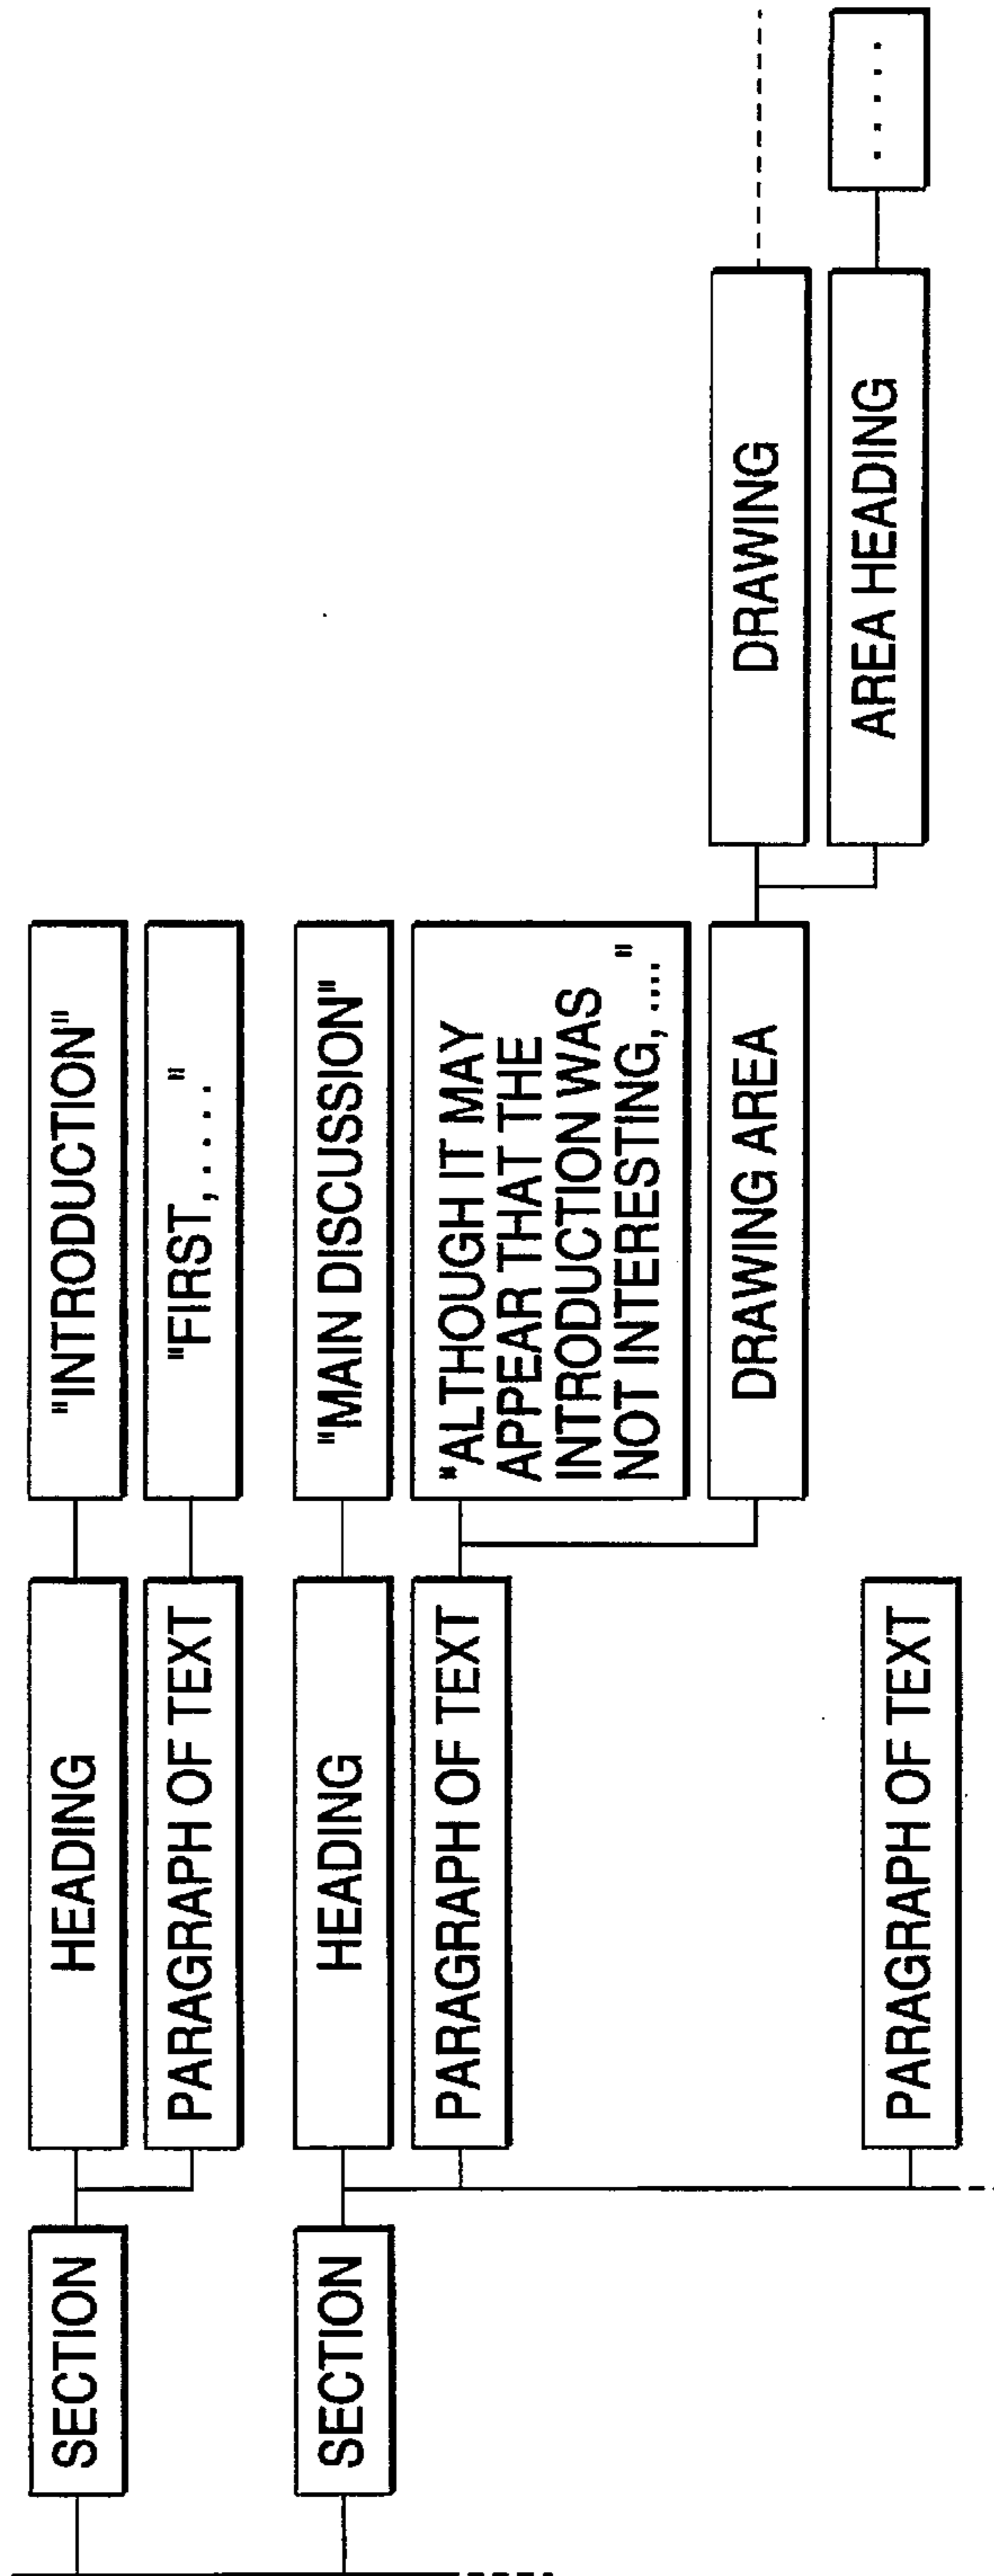 SECTION
HEADING
"INTRODUCTION"
PARAGRAPH OF TEXT
"FIRST, . . . . "
SECTION
HEADING
"MAIN DISCUSSION"
PARAGRAPH OF TEXT
"ALTHOUGH IT MAY
APPEAR THAT THE
INTRODUCTION WAS
NOT INTERESTING, .... "
DRAWING AREA
DRAWING
AREA HEADING
. . . . .
PARAGRAPH OF TEXT